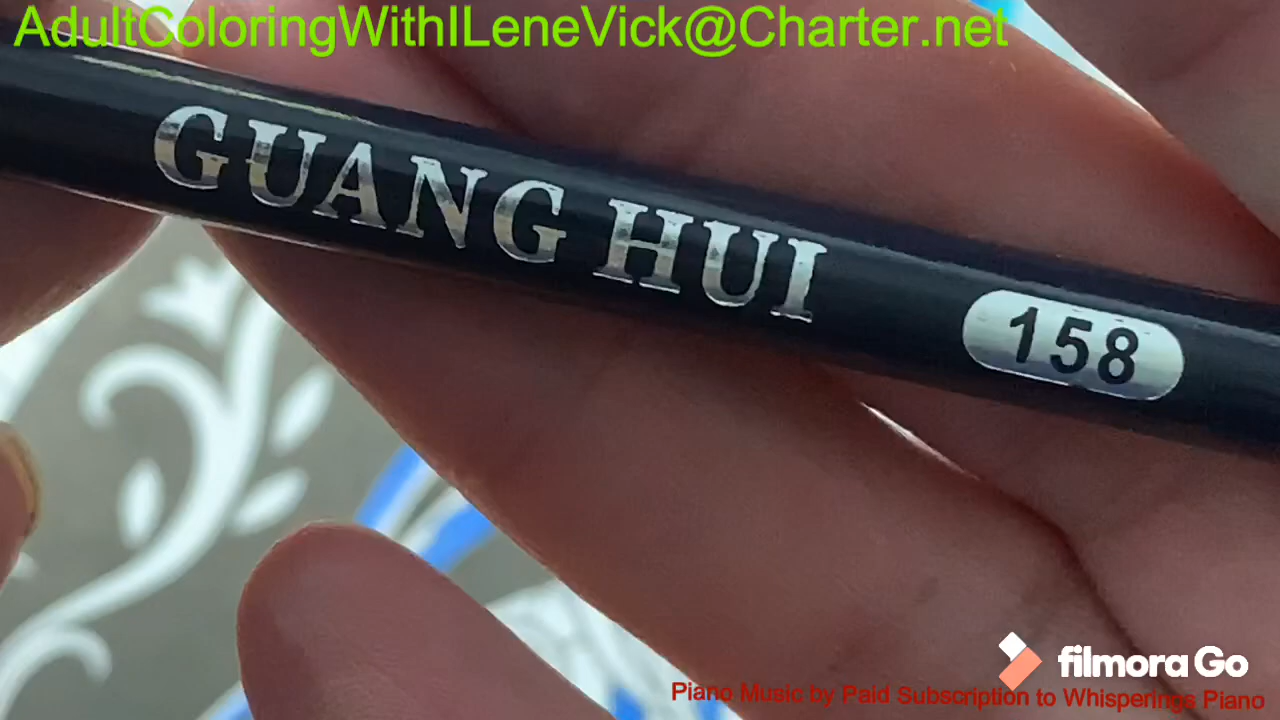 AdultColoringWithILeneVick@Charter.net
GUANG HUI
158
filmora Go
Piano Music by Paid Subscription to Whisperings Piano